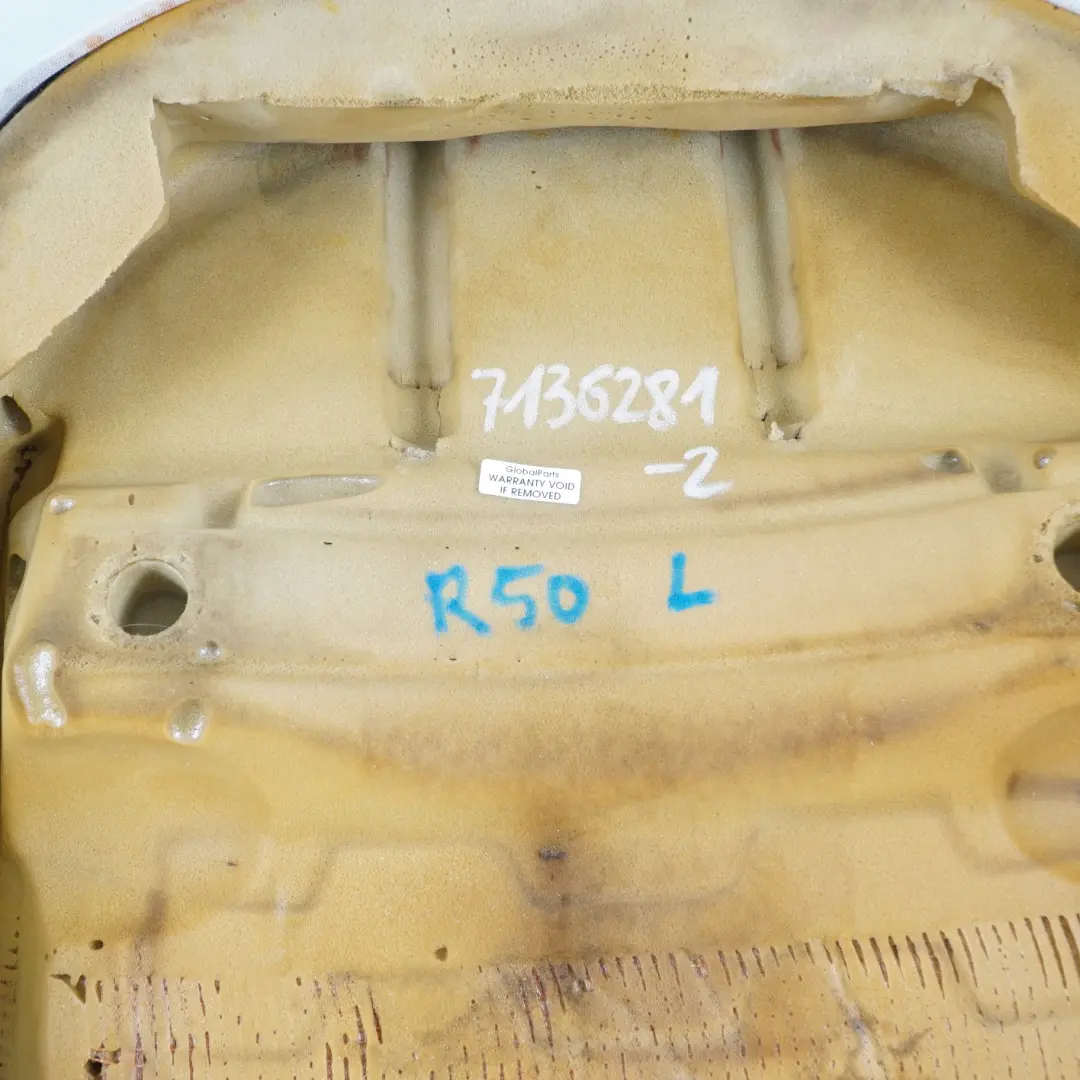 7136281
-2
GlobalParts
WARRANTY VOID
IF REMOVED
R50 L